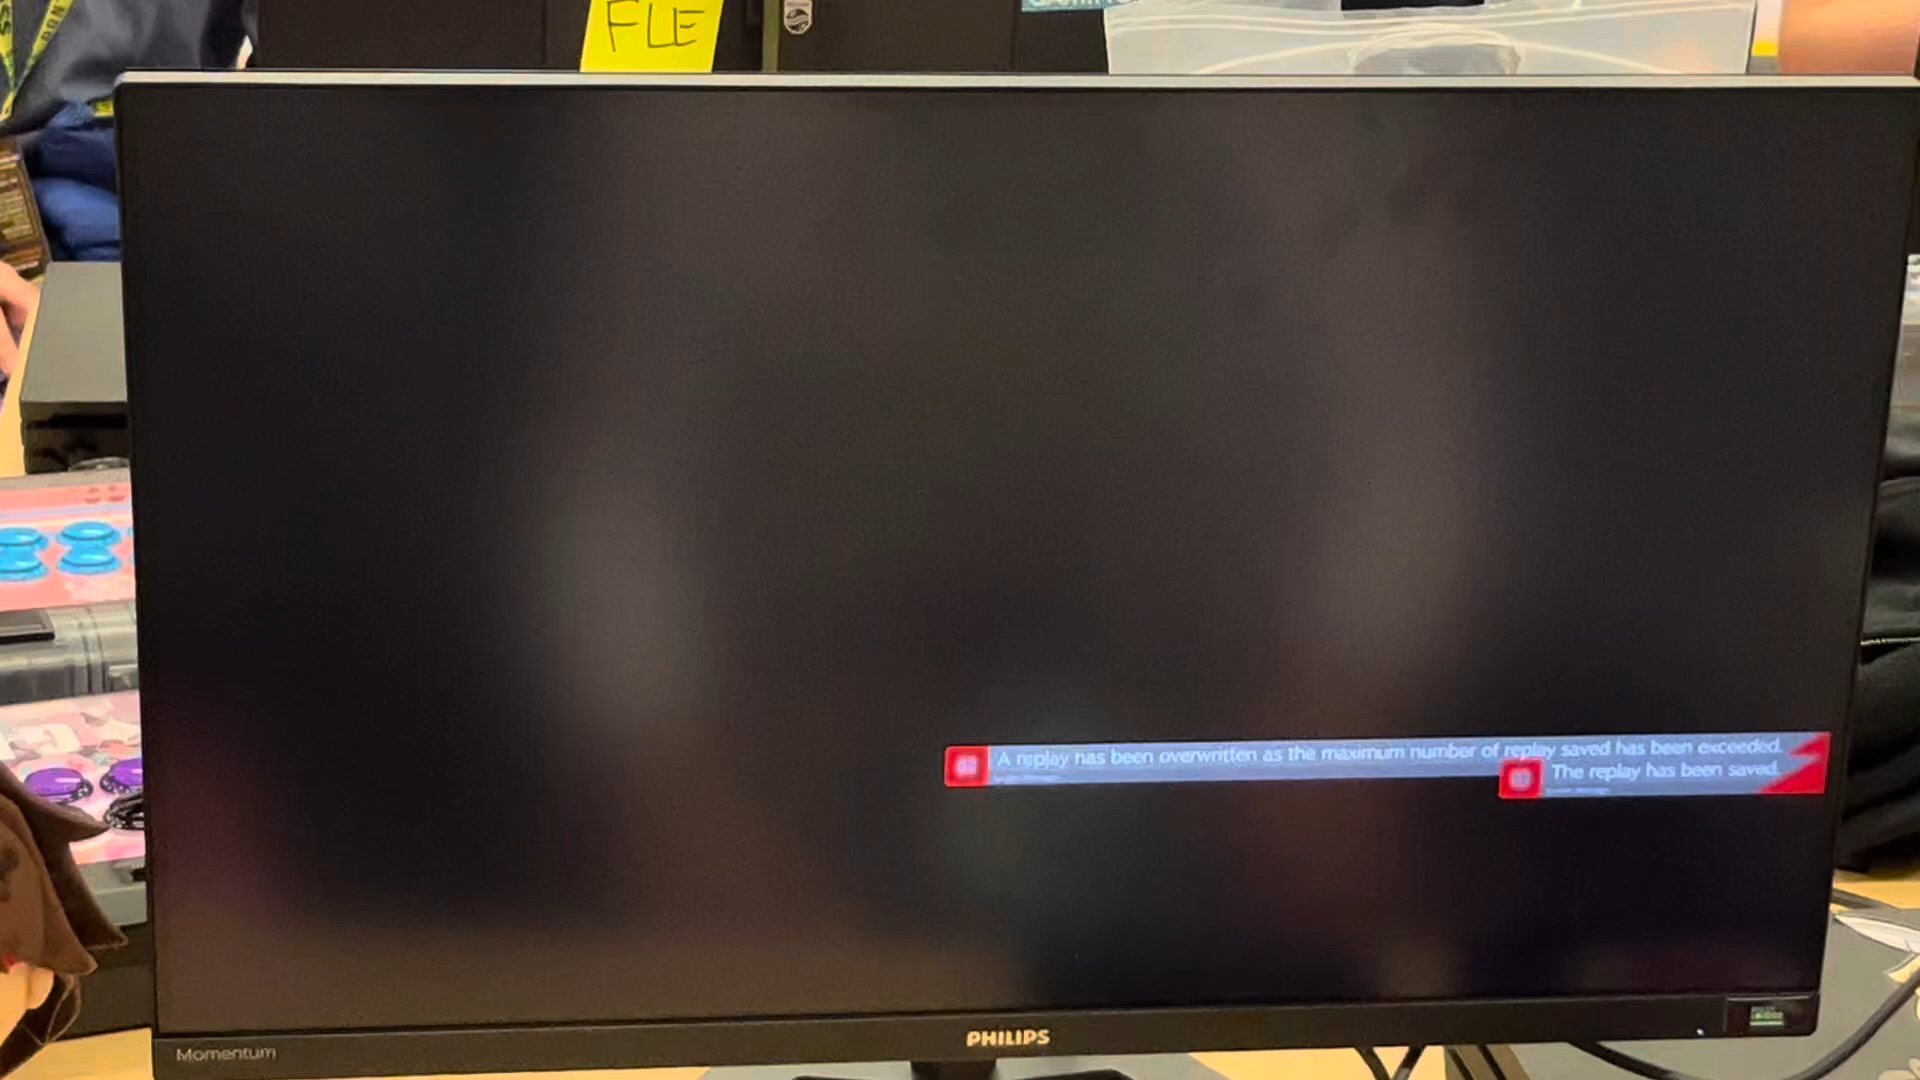 FLE
A replay has been overwritten as the maximum number of replay saved has been exceeded.
The replay has been saved.
PHILIPS
Momentum